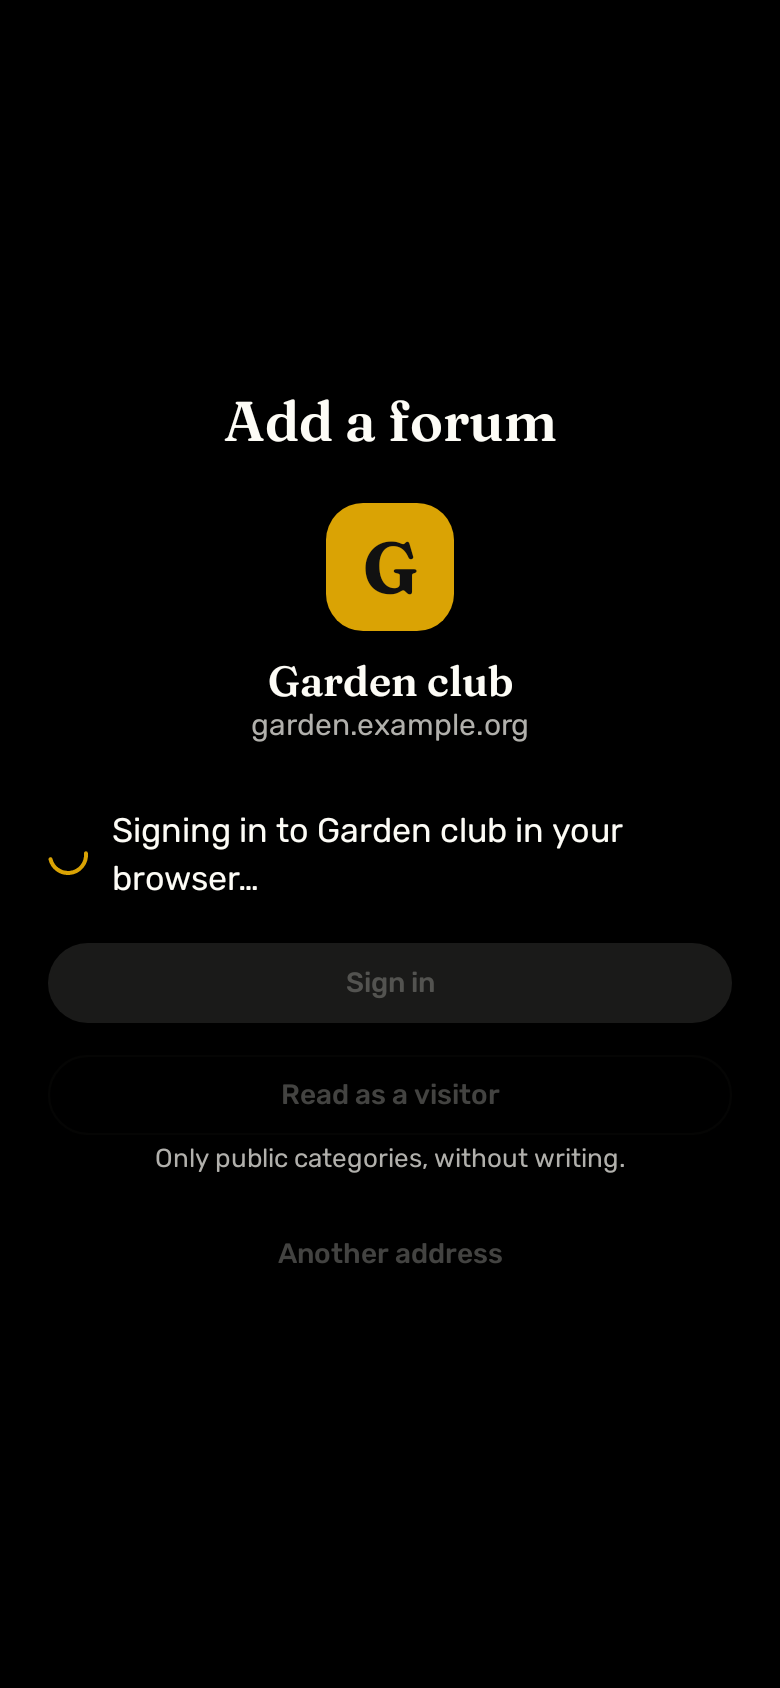 Add a forum
G
Garden club
garden.example.org
Signing in to Garden club in your
browser…
Sign in
Read as a visitor
Only public categories, without writing.
Another address